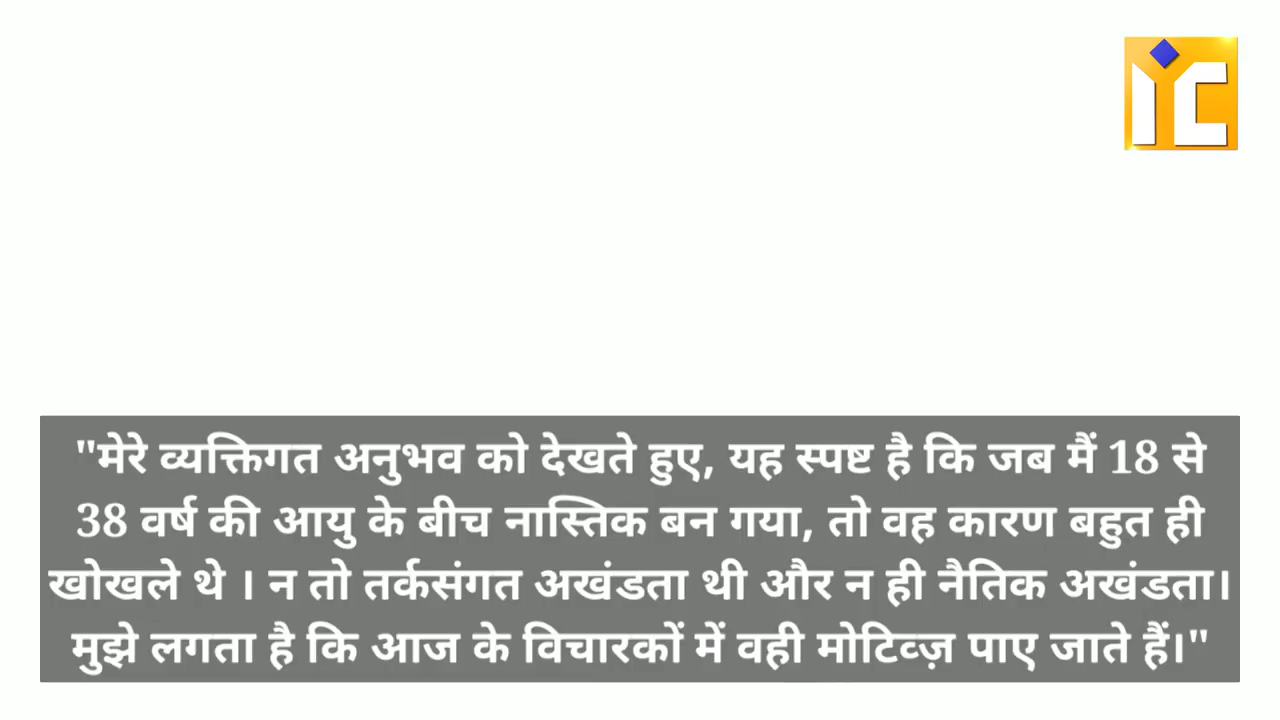 iC
"मेरे व्यक्तिगत अनुभव को देखते हुए, यह स्पष्ट है कि जब मैं 18 से
38 वर्ष की आयु के बीच नास्तिक बन गया, तो वह कारण बहुत ही
खोखले थे । न तो तर्कसंगत अखंडता थी और न ही नैतिक अखंडता।
मुझे लगता है कि आज के विचारकों में वही मोटिव्ज़ पाए जाते हैं।"